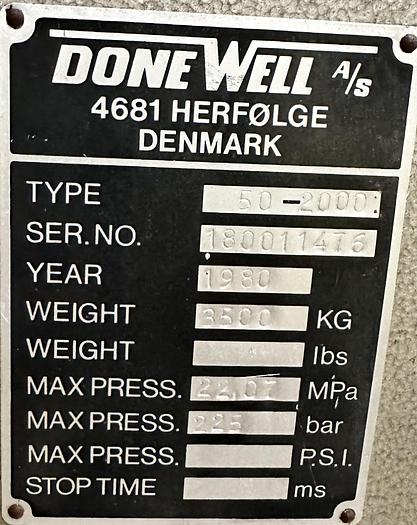 DONEWELL A/S
4681 HERFØLGE
DENMARK
TYPE 50-2000
SER.NO. 180011476
YEAR 1980
WEIGHT 3500 KG
WEIGHT lbs
MAX PRESS. 22,07 MPa
MAX PRESS. 225 bar
MAX PRESS. P.S.I.
STOP TIME ms